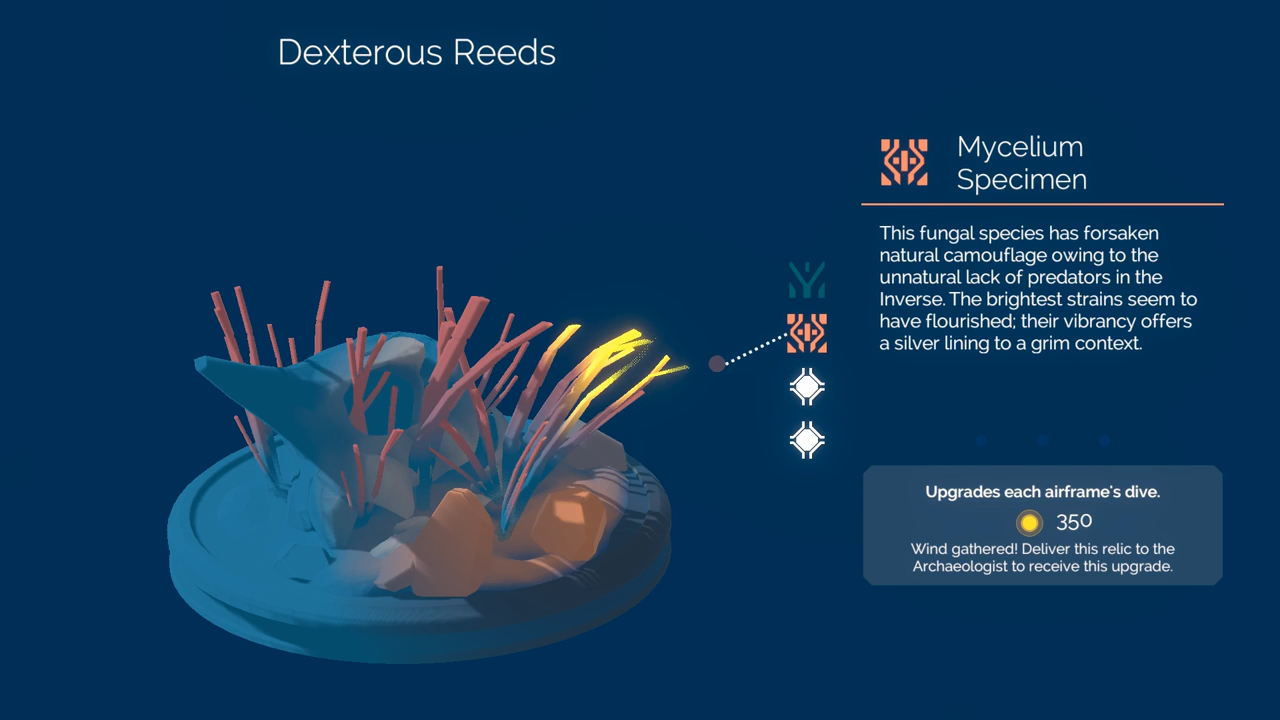 Dexterous Reeds
Mycelium
Specimen
This fungal species has forsaken
natural camouflage owing to the
unnatural lack of predators in the
Inverse. The brightest strains seem to
have flourished; their vibrancy offers
a silver lining to a grim context.
Upgrades each airframe's dive.
350
Wind gathered! Deliver this relic to the
Archaeologist to receive this upgrade.